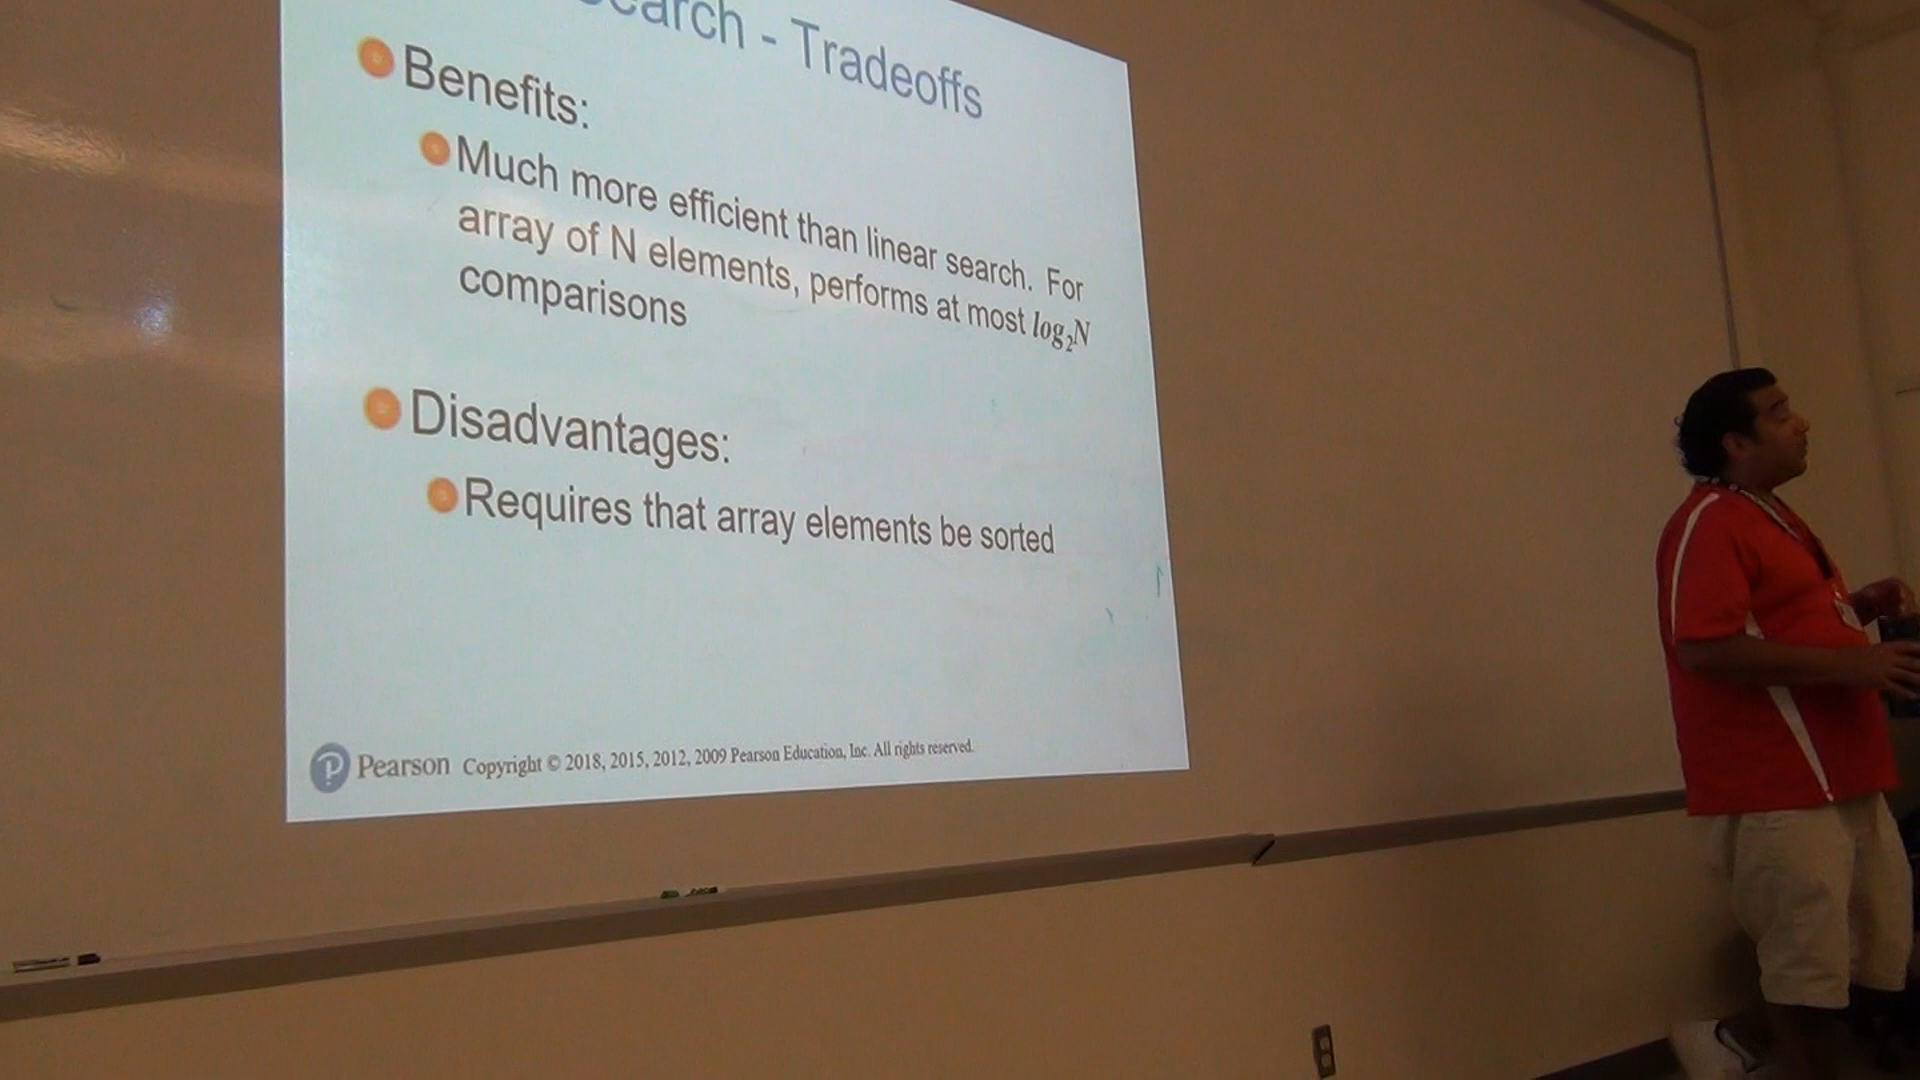 - Tradeoffs
Benefits:
Much more efficient than linear search. For
array of N elements, performs at most log₂N
comparisons
Disadvantages:
Requires that array elements be sorted
Pearson Copyright © 2018, 2015, 2012, 2009 Pearson Education, Inc. All rights reserved.